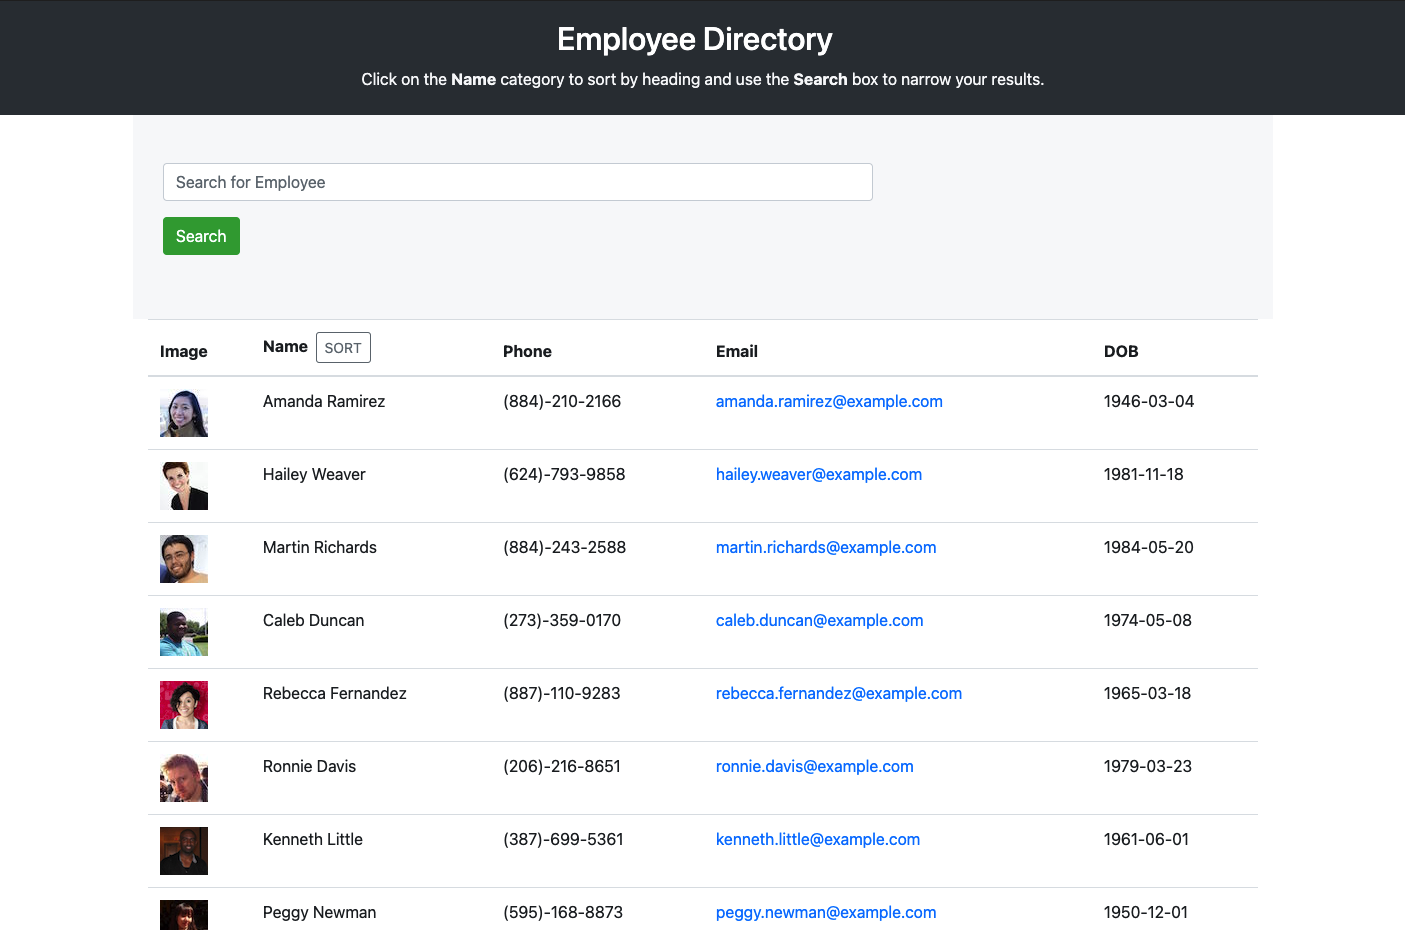 Employee Directory
Click on the Name category to sort by heading and use the Search box to narrow your results.
Search for Employee
Search
Image Name SORT Phone Email DOB
Amanda Ramirez (884)-210-2166 amanda.ramirez@example.com 1946-03-04
Hailey Weaver (624)-793-9858 hailey.weaver@example.com 1981-11-18
Martin Richards (884)-243-2588 martin.richards@example.com 1984-05-20
Caleb Duncan (273)-359-0170 caleb.duncan@example.com 1974-05-08
Rebecca Fernandez (887)-110-9283 rebecca.fernandez@example.com 1965-03-18
Ronnie Davis (206)-216-8651 ronnie.davis@example.com 1979-03-23
Kenneth Little (387)-699-5361 kenneth.little@example.com 1961-06-01
Peggy Newman (595)-168-8873 peggy.newman@example.com 1950-12-01